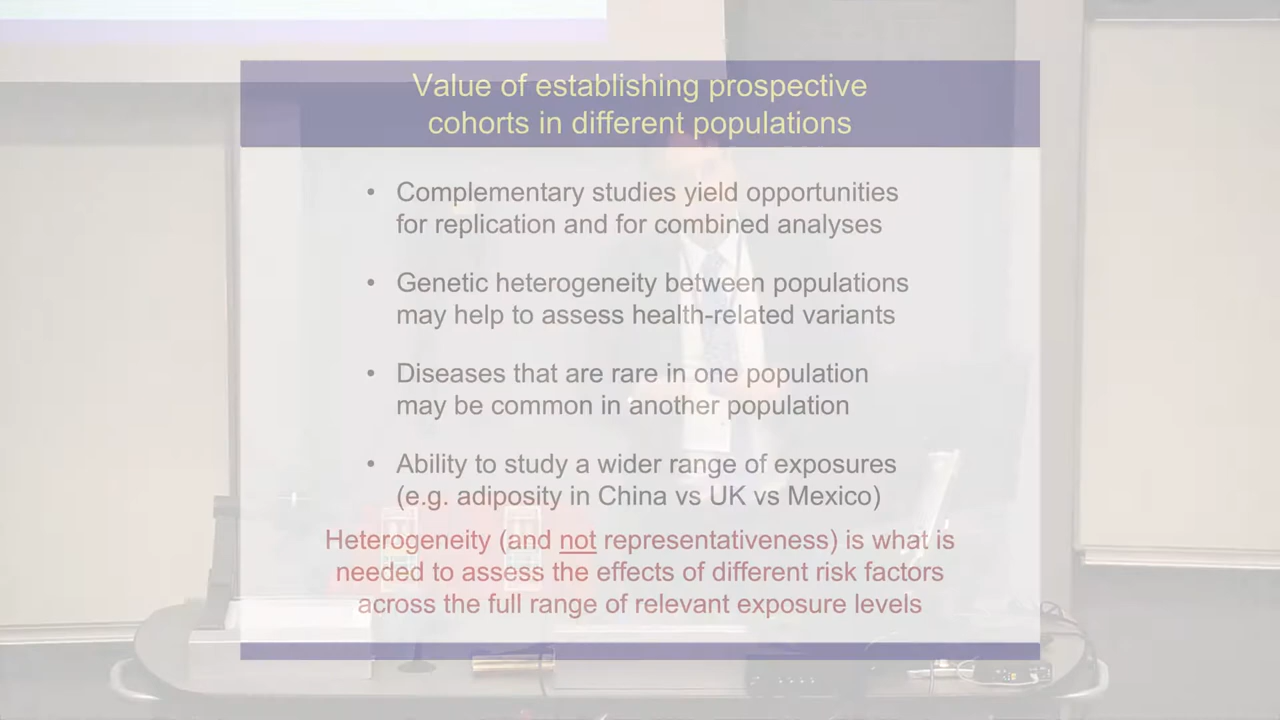 Value of establishing prospective
cohorts in different populations
• Complementary studies yield opportunities
for replication and for combined analyses
• Genetic heterogeneity between populations
may help to assess health-related variants
• Diseases that are rare in one population
may be common in another population
• Ability to study a wider range of exposures
(e.g. adiposity in China vs UK vs Mexico)
Heterogeneity (and not representativeness) is what is
needed to assess the effects of different risk factors
across the full range of relevant exposure levels